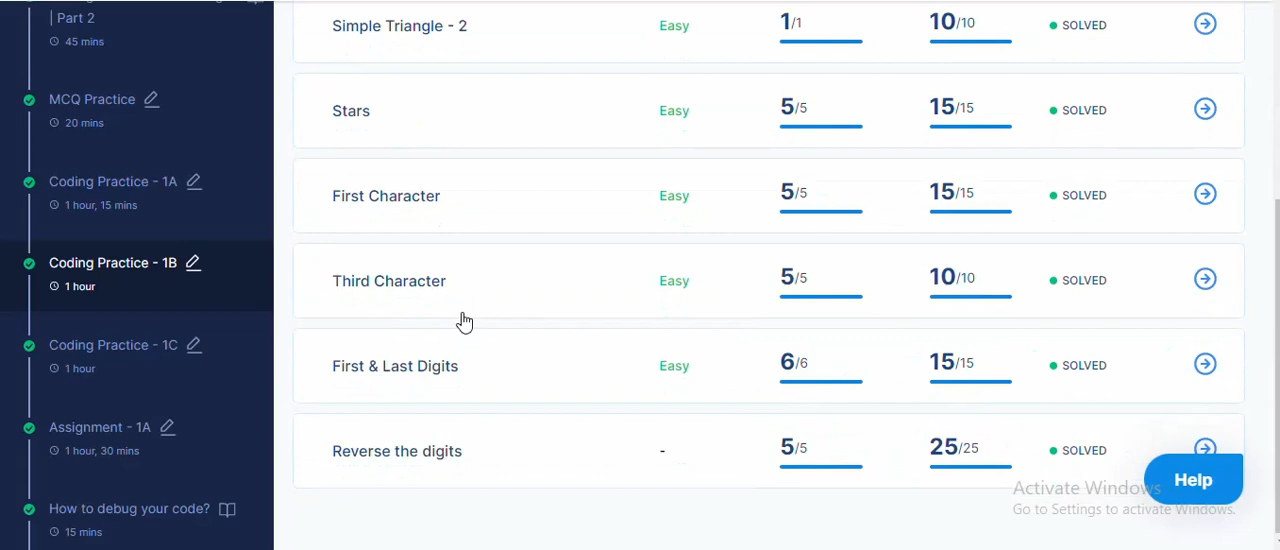 | Part 2
45 mins
MCQ Practice
20 mins
Coding Practice - 1A
1 hour, 15 mins
Coding Practice - 1B
1 hour
Coding Practice - 1C
1 hour
Assignment - 1A
1 hour, 30 mins
How to debug your code?
15 mins
Simple Triangle - 2 Easy 1/1 10/10 SOLVED
Stars Easy 5/5 15/15 SOLVED
First Character Easy 5/5 15/15 SOLVED
Third Character Easy 5/5 10/10 SOLVED
First & Last Digits Easy 6/6 15/15 SOLVED
Reverse the digits - 5/5 25/25 SOLVED
Help
Activate Windows
Go to Settings to activate Windows.